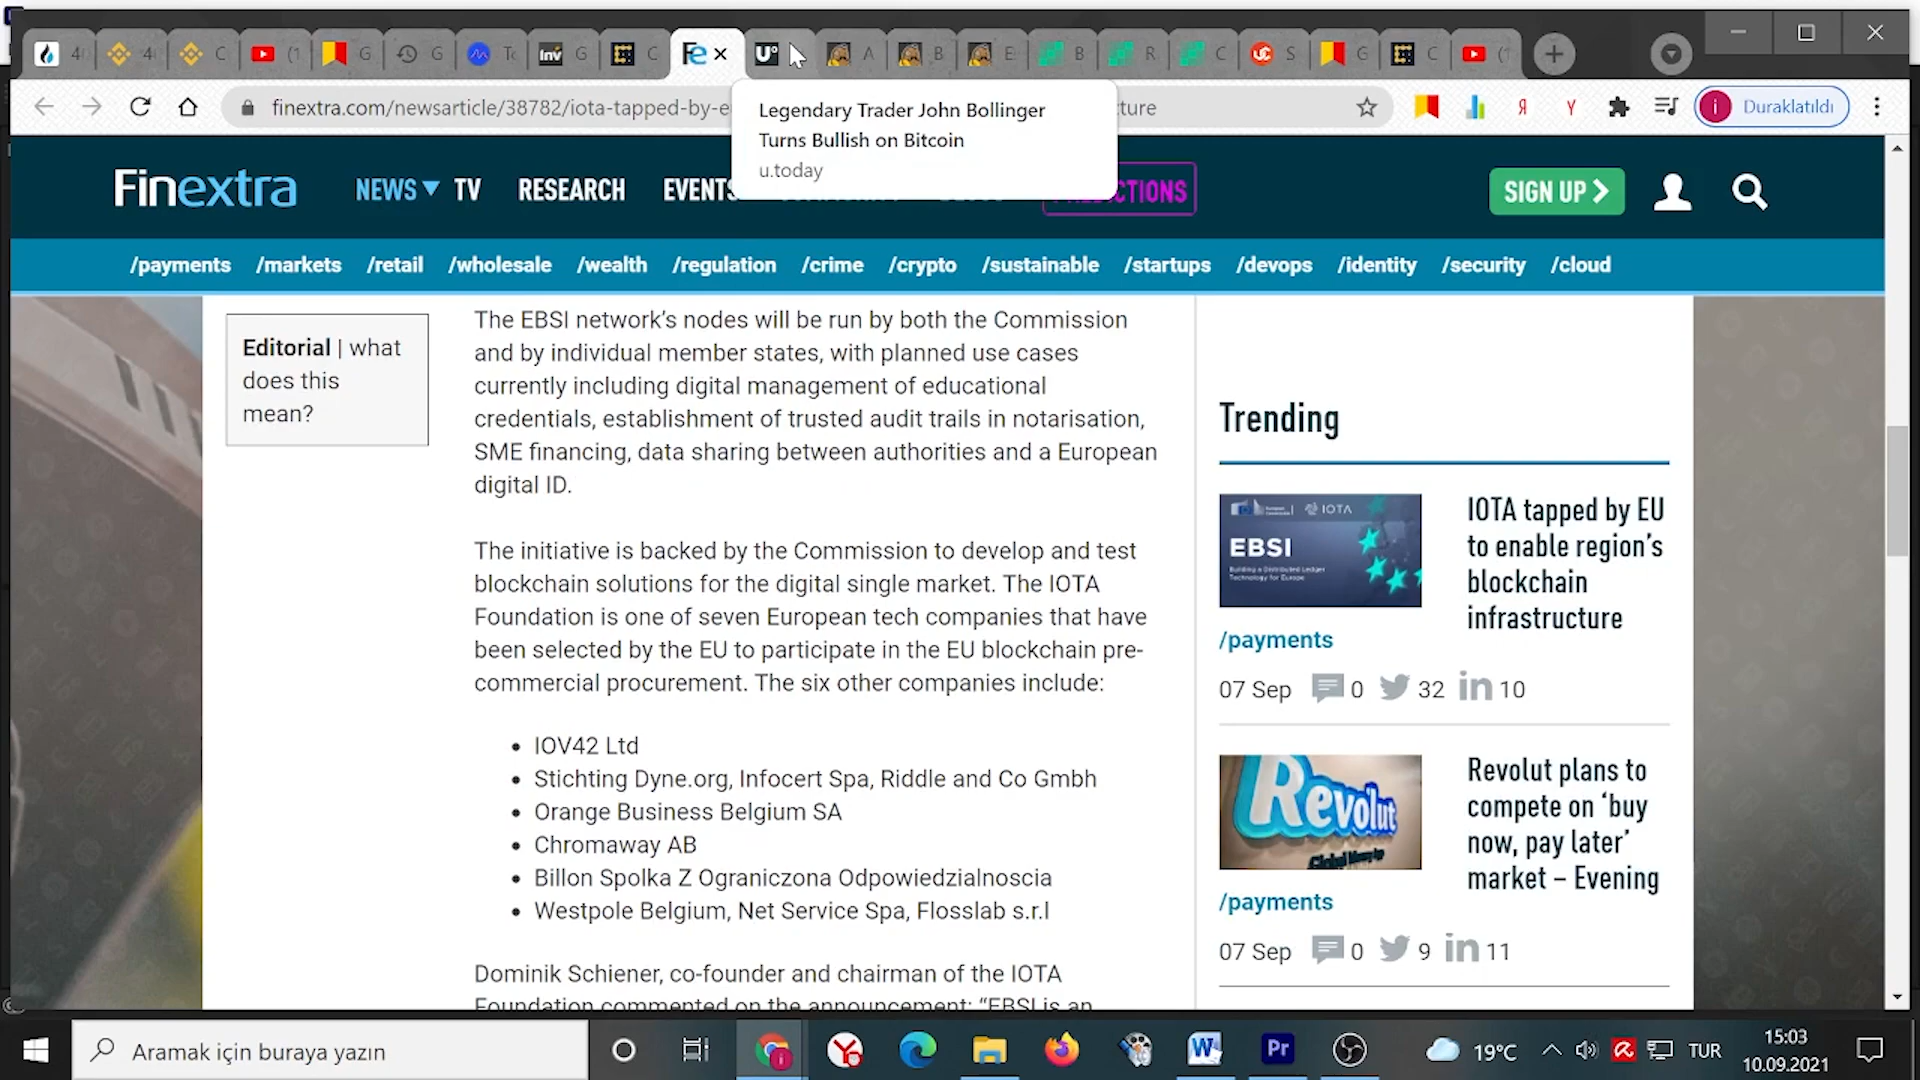 4
4
C
(1
G
G
To
Inv
G
C
Fe
U°
A
B
E
B
R
C
S
G
C
(1
finextra.com/newsarticle/38782/iota-tapped-by-e
cture
Duraklatıldı
Legendary Trader John Bollinger
Turns Bullish on Bitcoin
u.today
Finextra
NEWS
TV
RESEARCH
EVENTS
SIGN UP
/payments /markets /retail /wholesale /wealth /regulation /crime /crypto /sustainable /startups /devops /identity /security /cloud
Editorial | what
does this
mean?
The EBSI network's nodes will be run by both the Commission
and by individual member states, with planned use cases
currently including digital management of educational
credentials, establishment of trusted audit trails in notarisation,
SME financing, data sharing between authorities and a European
digital ID.
The initiative is backed by the Commission to develop and test
blockchain solutions for the digital single market. The IOTA
Foundation is one of seven European tech companies that have
been selected by the EU to participate in the EU blockchain pre-
commercial procurement. The six other companies include:
• IOV42 Ltd
• Stichting Dyne.org, Infocert Spa, Riddle and Co Gmbh
• Orange Business Belgium SA
• Chromaway AB
• Billon Spolka Z Ograniczona Odpowiedzialnoscia
• Westpole Belgium, Net Service Spa, Flosslab s.r.l
Dominik Schiener, co-founder and chairman of the IOTA
Foundation commented on the announcement: “EBSI is an
Trending
IOTA
EBSI
Building a Distributed Ledger
Technology for Europe
IOTA tapped by EU
to enable region's
blockchain
infrastructure
/payments
07 Sep 0 32 in 10
Revolut
Revolut plans to
compete on ‘buy
now, pay later’
market – Evening
/payments
07 Sep 0 9 in 11
Aramak için buraya yazın
W
Pr
19°C
TUR
15:03
10.09.2021